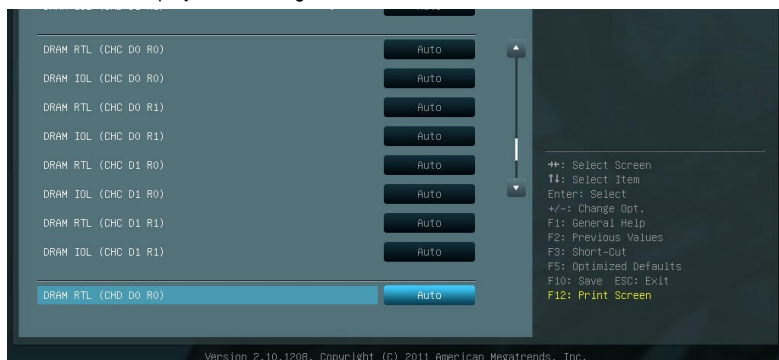 DRAM RTL (CHC D0 R0) Auto
DRAM IOL (CHC D0 R0) Auto
DRAM RTL (CHC D0 R1) Auto
DRAM IOL (CHC D0 R1) Auto
DRAM RTL (CHC D1 R0) Auto
DRAM IOL (CHC D1 R0) Auto
DRAM RTL (CHC D1 R1) Auto
DRAM IOL (CHC D1 R1) Auto
DRAM RTL (CHD D0 R0) Auto
→←: Select Screen
↑↓: Select Item
Enter: Select
+/-: Change Opt.
F1: General Help
F2: Previous Values
F3: Short-Cut
F5: Optimized Defaults
F10: Save ESC: Exit
F12: Print Screen
Version 2.10.1208. Copyright (C) 2011 American Megatrends, Inc.